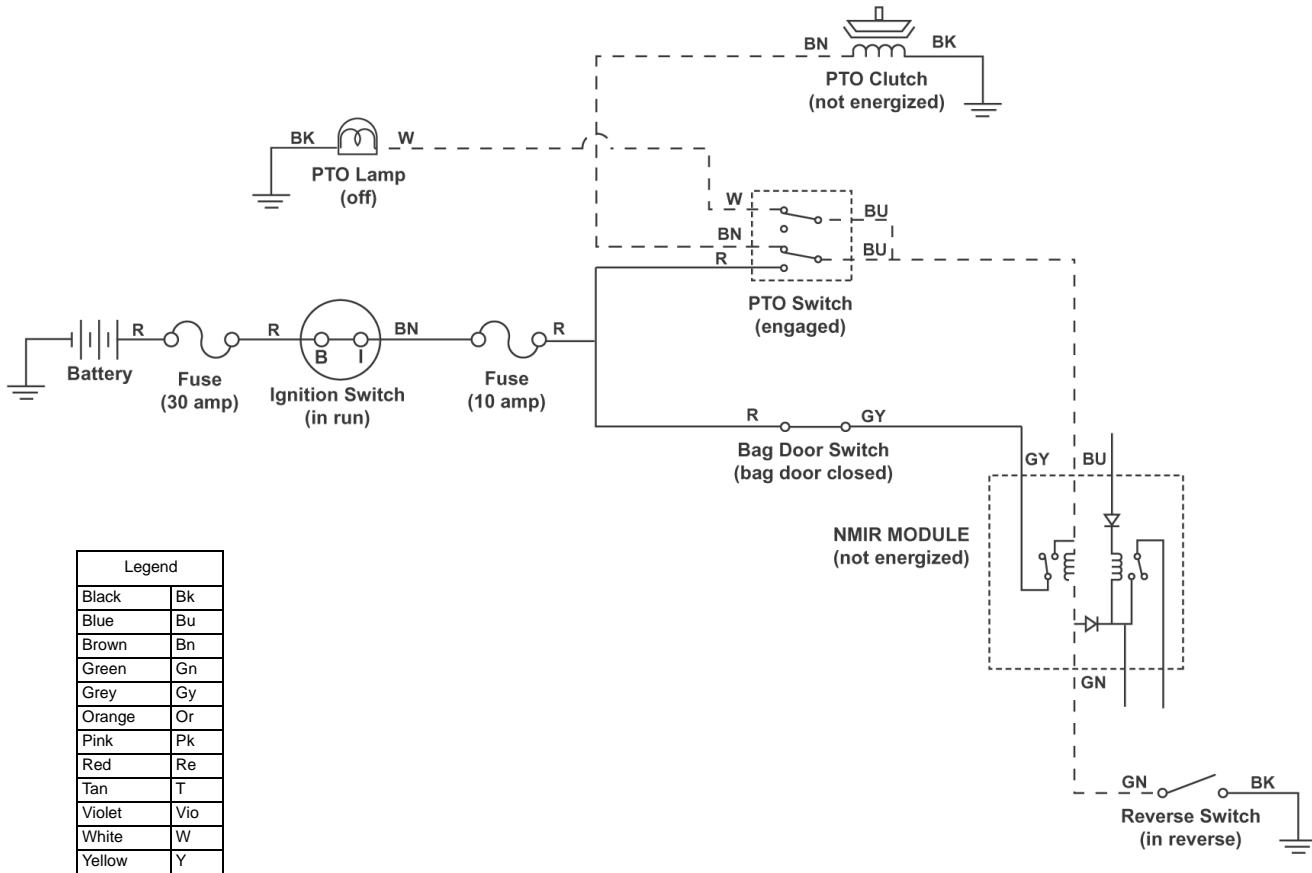 BN
BK
PTO Clutch
(not energized)
BK
W
PTO Lamp
(off)
W
BU
BN
BU
R
PTO Switch
(engaged)
R
R
BN
R
B
I
Battery
Fuse
(30 amp)
Ignition Switch
(in run)
Fuse
(10 amp)
R
GY
Bag Door Switch
(bag door closed)
GY
BU
NMIR MODULE
(not energized)
GN
GN
BK
Reverse Switch
(in reverse)
Legend
Black Bk
Blue Bu
Brown Bn
Green Gn
Grey Gy
Orange Or
Pink Pk
Red Re
Tan T
Violet Vio
White W
Yellow Y